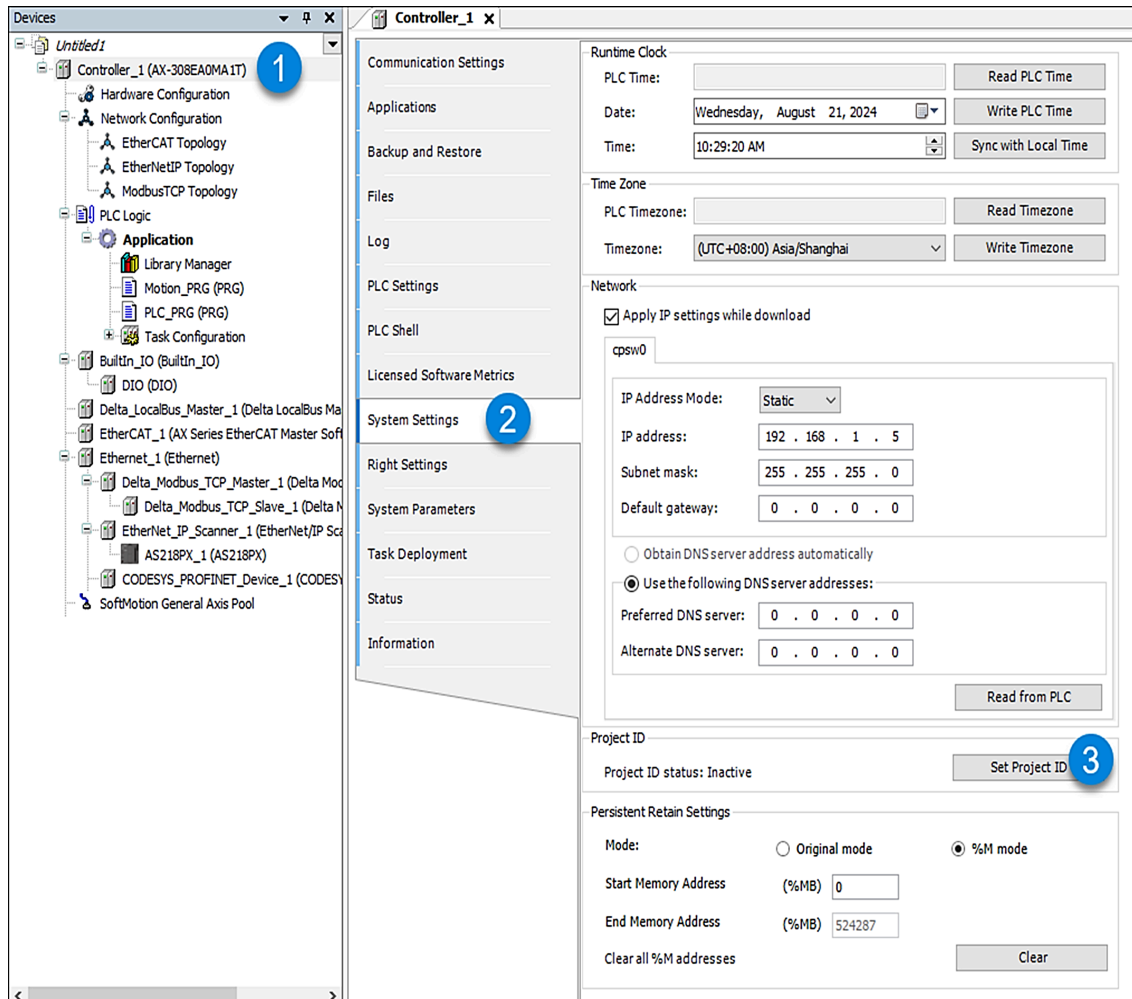 Devices
Untitled1
Controller_1 (AX-308EA0MA1T)
1
Hardware Configuration
Network Configuration
EtherCAT Topology
EtherNetIP Topology
ModbusTCP Topology
PLC Logic
Application
Library Manager
Motion_PRG (PRG)
PLC_PRG (PRG)
Task Configuration
BuiltIn_IO (BuiltIn_IO)
DIO (DIO)
Delta_LocalBus_Master_1 (Delta LocalBus Ma
EtherCAT_1 (AX Series EtherCAT Master Soft
Ethernet_1 (Ethernet)
Delta_Modbus_TCP_Master_1 (Delta Mod
Delta_Modbus_TCP_Slave_1 (Delta M
EtherNet_IP_Scanner_1 (EtherNet/IP Sca
AS218PX_1 (AS218PX)
CODESYS_PROFINET_Device_1 (CODESY
SoftMotion General Axis Pool
Controller_1
Communication Settings
Applications
Backup and Restore
Files
Log
PLC Settings
PLC Shell
Licensed Software Metrics
System Settings
2
Right Settings
System Parameters
Task Deployment
Status
Information
Runtime Clock
PLC Time: Read PLC Time
Date: Wednesday, August 21, 2024 Write PLC Time
Time: 10:29:20 AM Sync with Local Time
Time Zone
PLC Timezone: Read Timezone
Timezone: (UTC+08:00) Asia/Shanghai Write Timezone
Network
Apply IP settings while download
cpsw0
IP Address Mode: Static
IP address: 192 . 168 . 1 . 5
Subnet mask: 255 . 255 . 255 . 0
Default gateway: 0 . 0 . 0 . 0
Obtain DNS server address automatically
Use the following DNS server addresses:
Preferred DNS server: 0 . 0 . 0 . 0
Alternate DNS server: 0 . 0 . 0 . 0
Read from PLC
Project ID
Project ID status: Inactive Set Project ID 3
Persistent Retain Settings
Mode: Original mode %M mode
Start Memory Address (%MB) 0
End Memory Address (%MB) 524287
Clear all %M addresses Clear